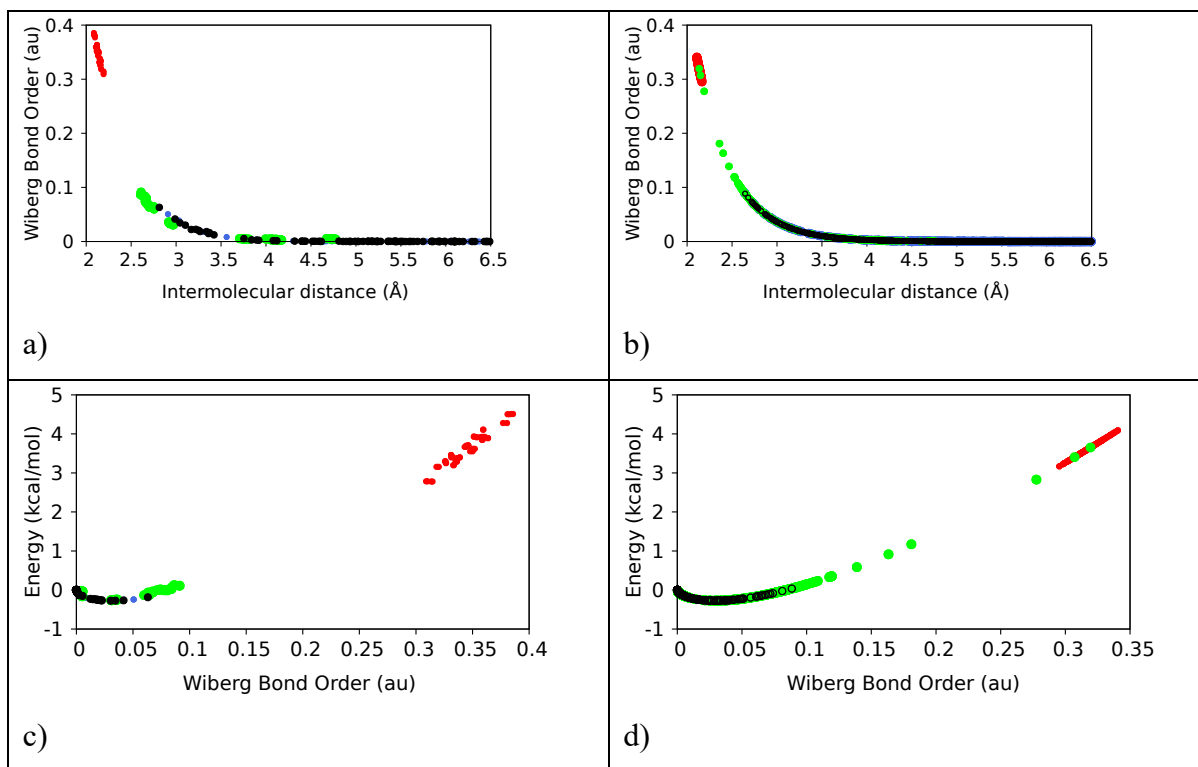 0.4
0.3
0.2
0.1
0
2 2.5 3 3.5 4 4.5 5 5.5 6 6.5
Wiberg Bond Order (au)
Intermolecular distance (Å)
a)
0.4
0.3
0.2
0.1
0
2 2.5 3 3.5 4 4.5 5 5.5 6 6.5
Wiberg Bond Order (au)
Intermolecular distance (Å)
b)
5
4
3
2
1
0
-1
0 0.05 0.1 0.15 0.2 0.25 0.3 0.35 0.4
Energy (kcal/mol)
Wiberg Bond Order (au)
c)
5
4
3
2
1
0
-1
0 0.05 0.1 0.15 0.2 0.25 0.3 0.35
Energy (kcal/mol)
Wiberg Bond Order (au)
d)